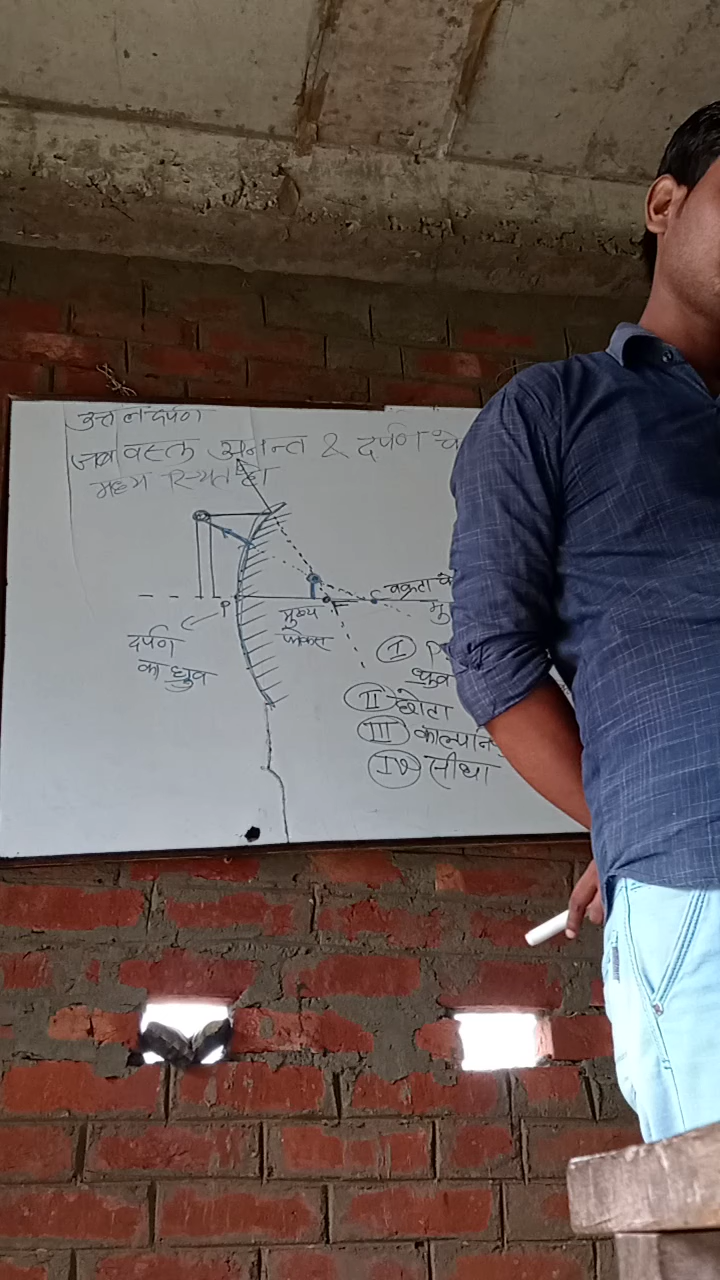 उत्तल दर्पण
जब वस्तु अनन्त & दर्पण के
मध्य स्थित हो
P
F
C
वक्रता के
मुख्य
फोकस
मु
दर्पण
का ध्रुव
I P
ध्रुव
II छोटा
III काल्पनि
IV सीधा